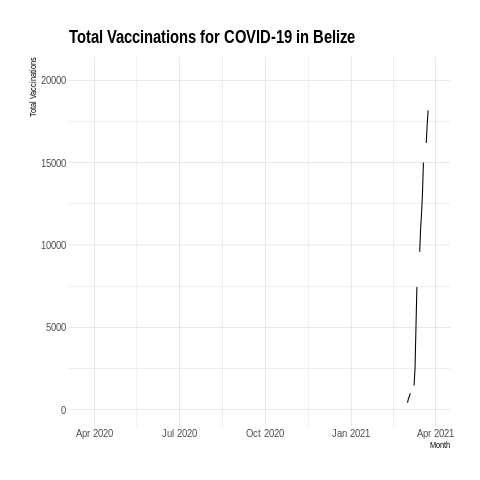 Total Vaccinations for COVID-19 in Belize
Total Vaccinations
20000
15000
10000
5000
0
Apr 2020 Jul 2020 Oct 2020 Jan 2021 Apr 2021
Month